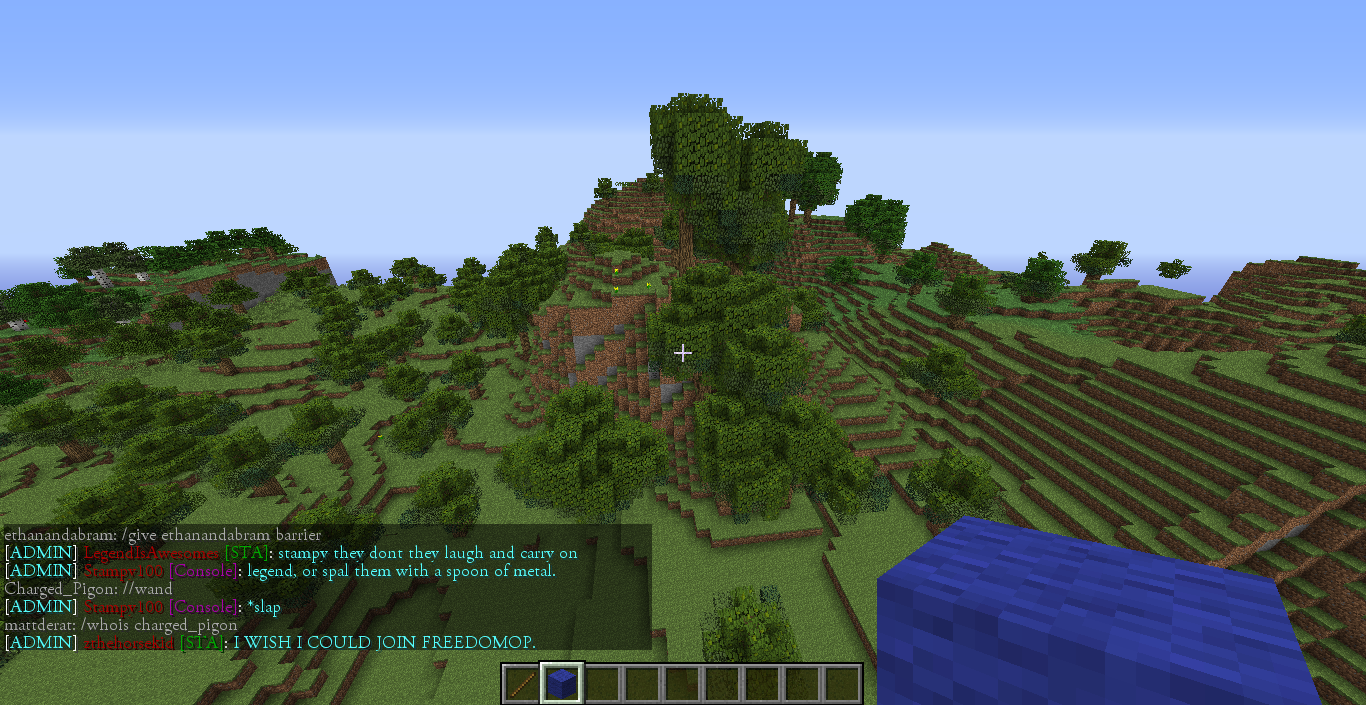 ethanandabram: /give ethanandabram barrier
[ADMIN] LegendIsAwesomes [STA]: stampy they dont they laugh and carry on
[ADMIN] Stampy100 [Console]: legend, or spal them with a spoon of metal.
Charged_Pigon: //wand
[ADMIN] Stampy100 [Console]: *slap
mattderat: /whois charged_pigon
[ADMIN] [STA]: I WISH I COULD JOIN FREEDOMOP.